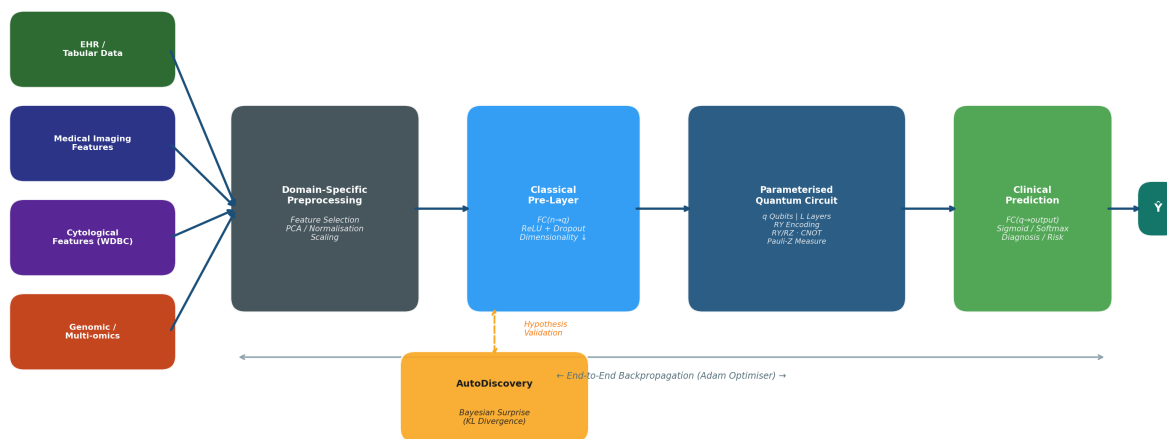 EHR /
Tabular Data
Medical Imaging
Features
Cytological
Features (WDBC)
Genomic /
Multi-omics
Domain-Specific
Preprocessing
Feature Selection
PCA / Normalisation
Scaling
Classical
Pre-Layer
FC(n→q)
ReLU + Dropout
Dimensionality ↓
Parameterised
Quantum Circuit
q Qubits | L Layers
RY Encoding
RY/RZ · CNOT
Pauli-Z Measure
Clinical
Prediction
FC(q→output)
Sigmoid / Softmax
Diagnosis / Risk
Ŷ
Hypothesis
Validation
AutoDiscovery
Bayesian Surprise
(KL Divergence)
← End-to-End Backpropagation (Adam Optimiser) →